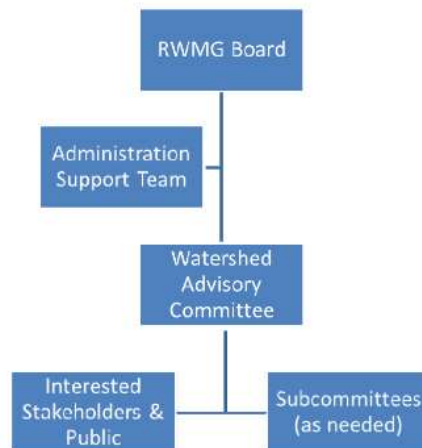 RWMG Board
Administration
Support Team
Watershed
Advisory
Committee
Interested
Stakeholders &
Public
Subcommittees
(as needed)